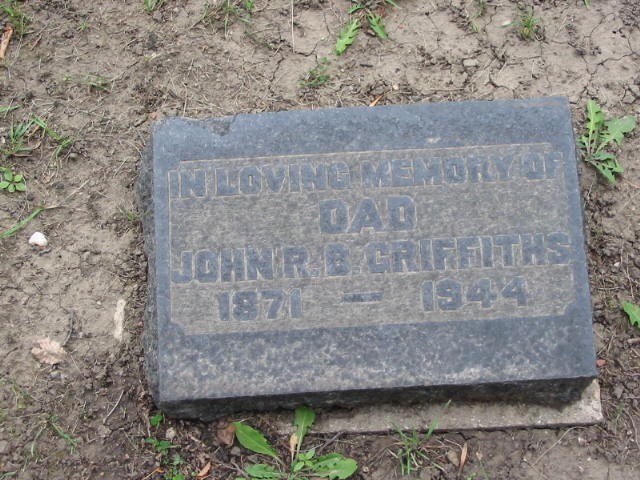 IN LOVING MEMORY OF
DAD
JOHN R. B. GRIFFITHS
1871 — 1944